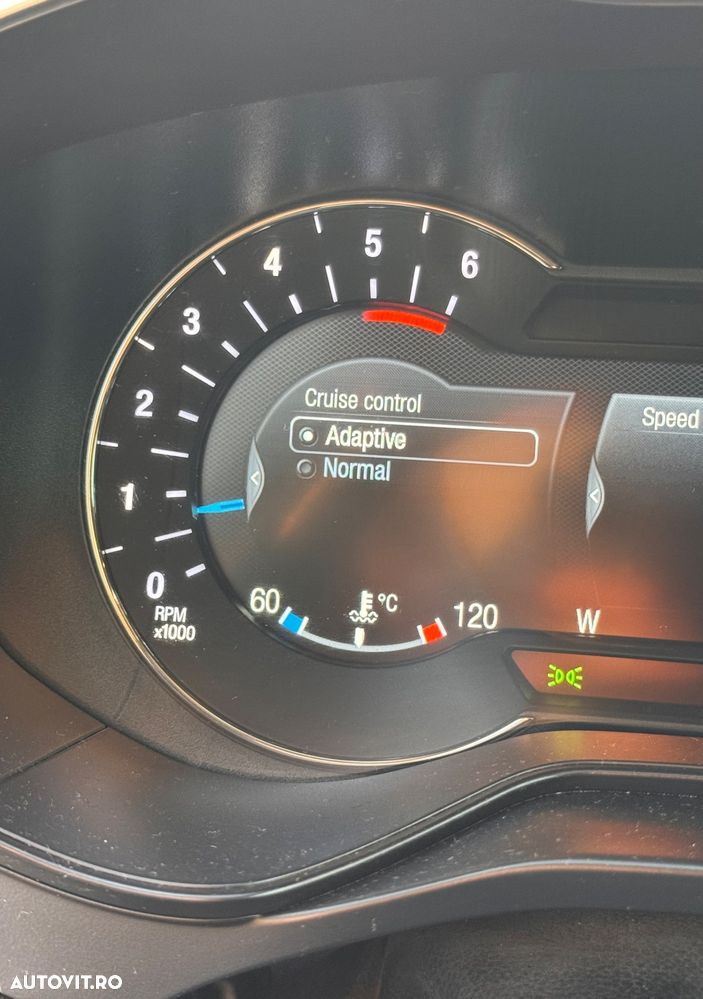 5
4
6
3
2
1
0
RPM
x1000
Cruise control
Adaptive
Normal
Speed
60
°C
120
W
AUTOVIT.RO